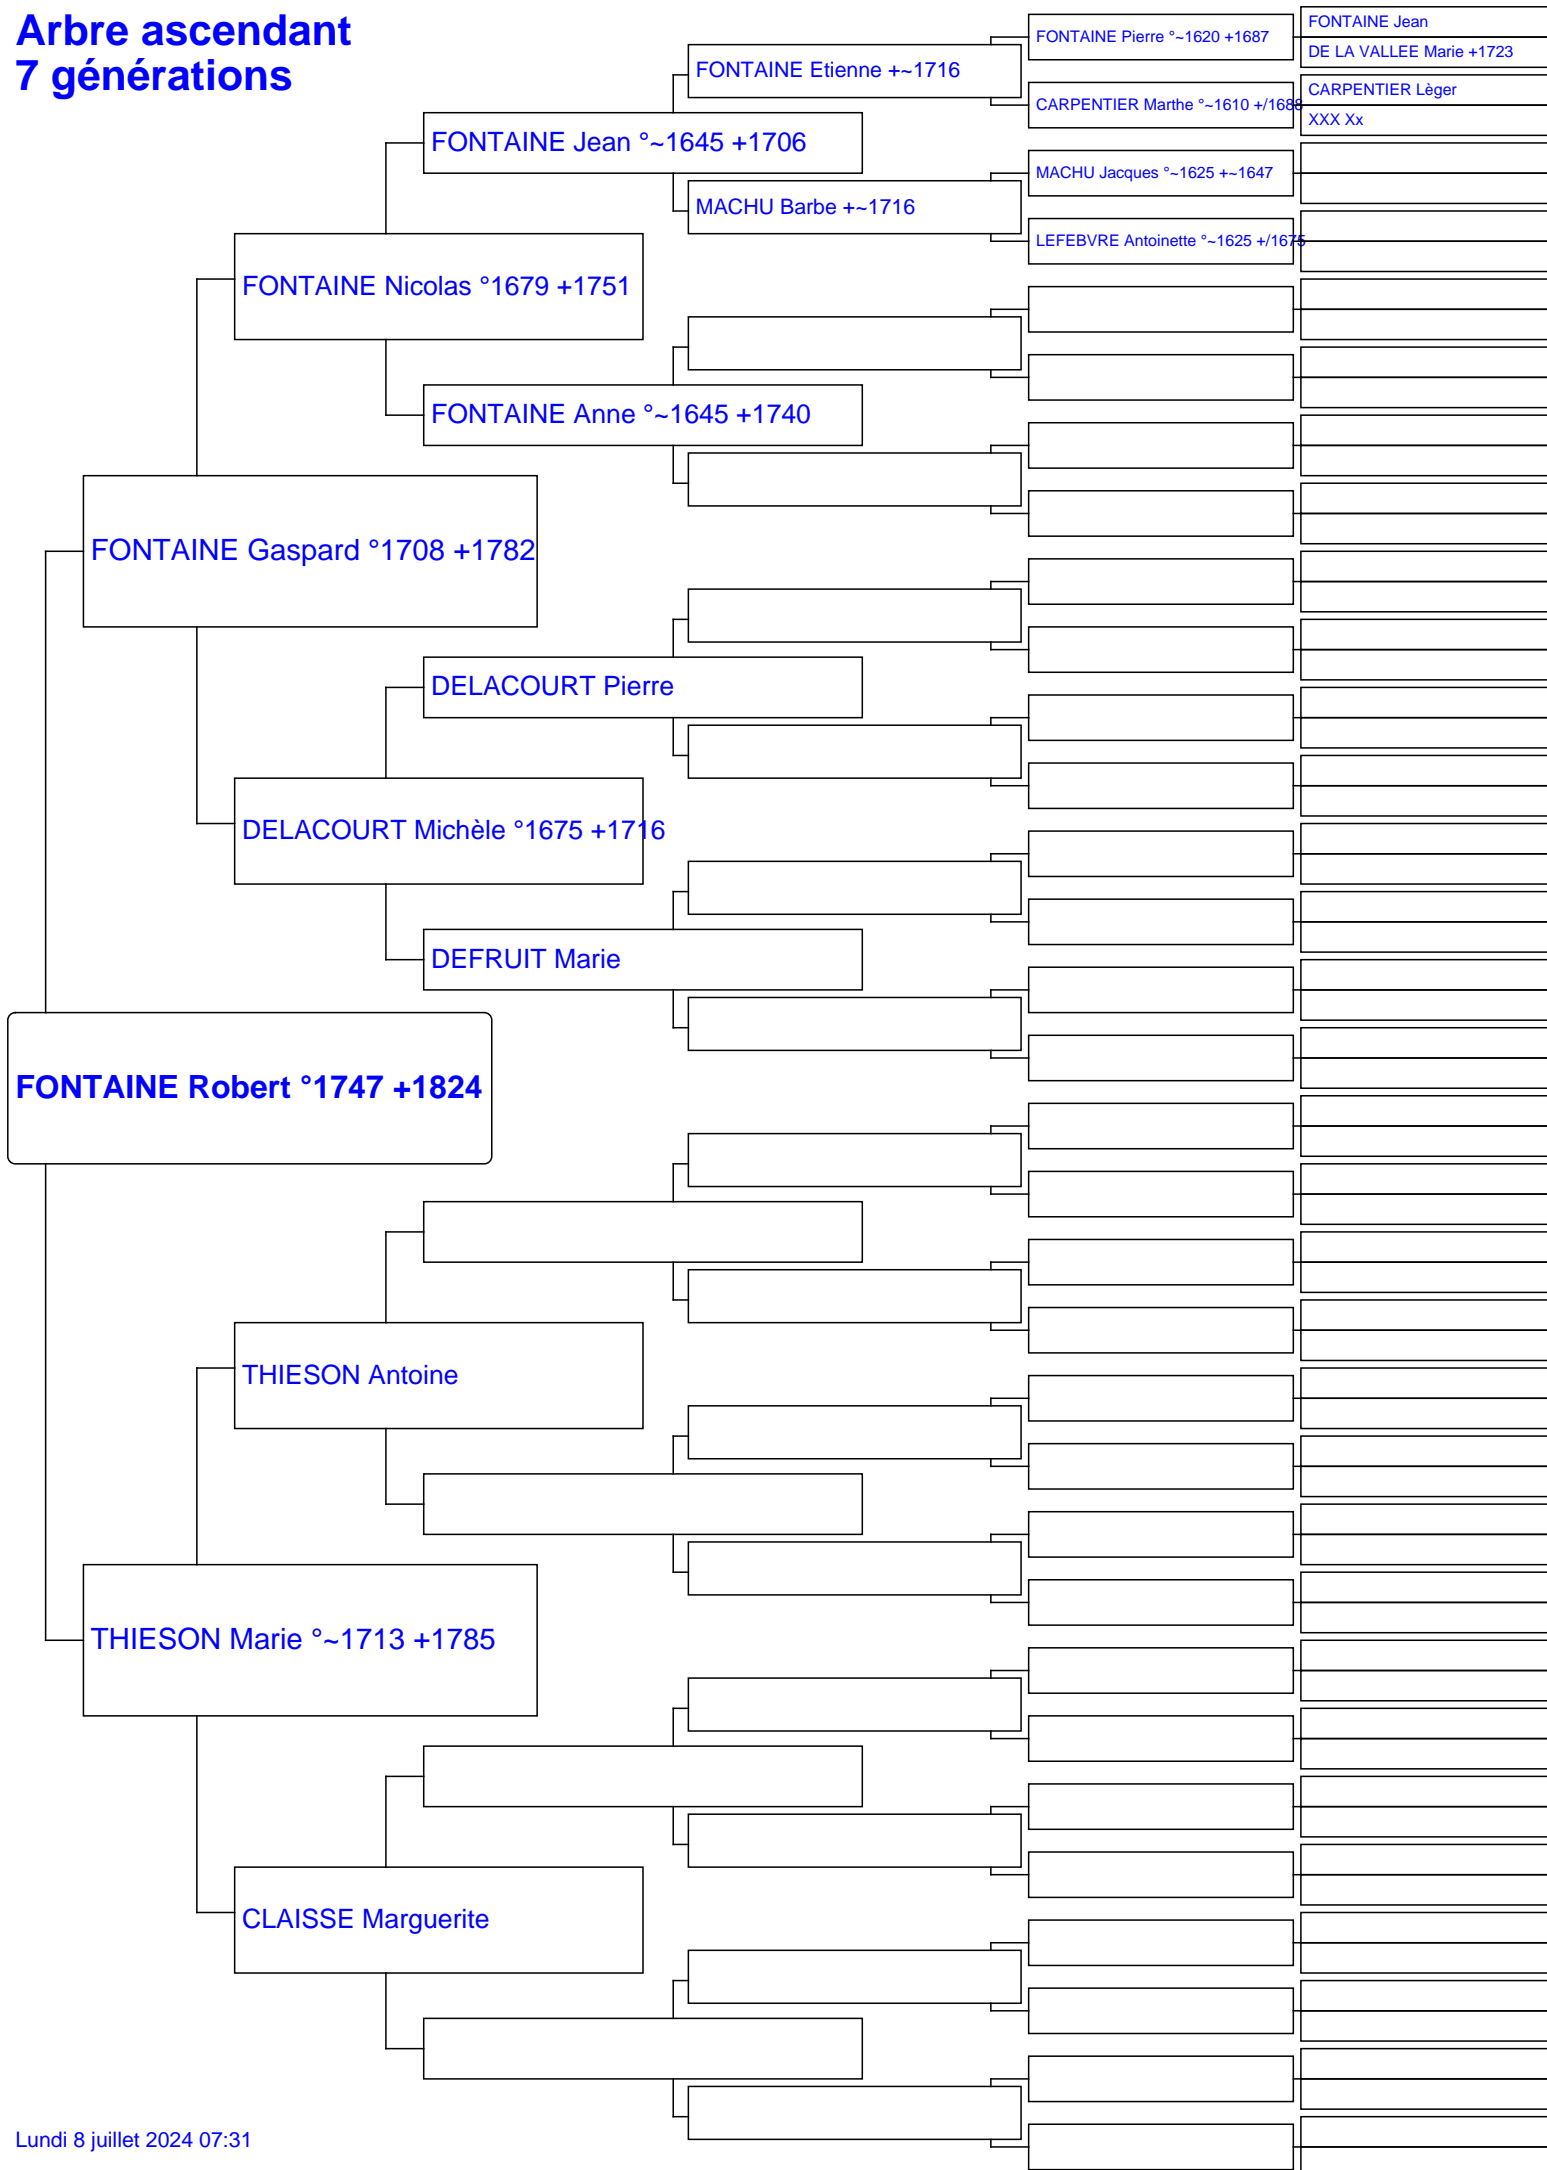 Arbre ascendant
7 générations
FONTAINE Jean
FONTAINE Pierre °~1620 +1687
DE LA VALLEE Marie +1723
FONTAINE Etienne +~1716
CARPENTIER Lèger
CARPENTIER Marthe °~1610 +/1688
XXX Xx
FONTAINE Jean °~1645 +1706
MACHU Jacques °~1625 +~1647
MACHU Barbe +~1716
LEFEBVRE Antoinette °~1625 +/1675
FONTAINE Nicolas °1679 +1751
FONTAINE Anne °~1645 +1740
FONTAINE Gaspard °1708 +1782
DELACOURT Pierre
DELACOURT Michèle °1675 +1716
DEFRUIT Marie
FONTAINE Robert °1747 +1824
THIESON Antoine
THIESON Marie °~1713 +1785
CLAISSE Marguerite
Lundi 8 juillet 2024 07:31